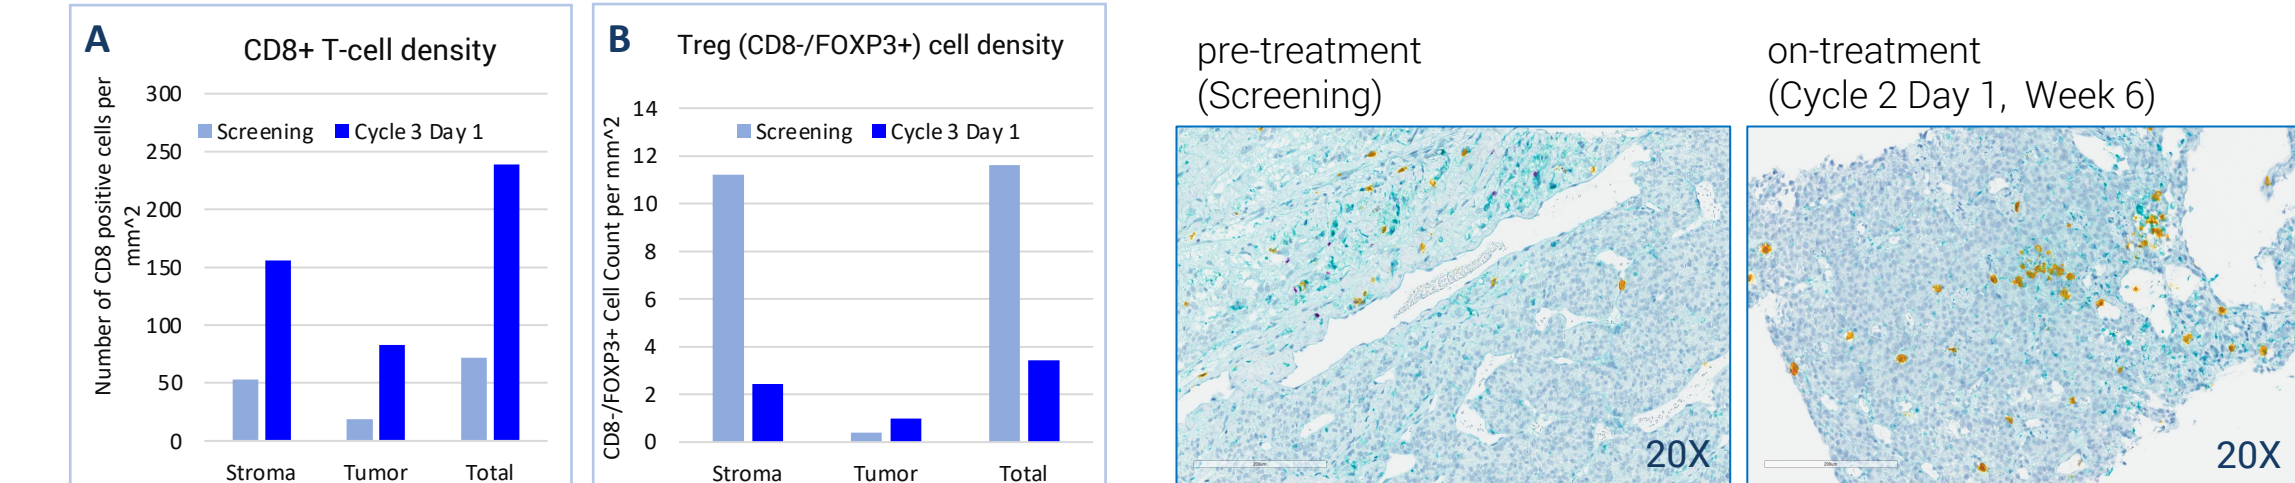 A
CD8+ T-cell density
Number of CD8 positive cells per
mm^2
300
250
200
150
100
50
0
Screening
Cycle 3 Day 1
Stroma
Tumor
Total
B
Treg (CD8-/FOXP3+) cell density
CD8-/FOXP3+ Cell Count per mm^2
14
12
10
8
6
4
2
0
Screening
Cycle 3 Day 1
Stroma
Tumor
Total
pre-treatment
(Screening)
20X
on-treatment
(Cycle 2 Day 1, Week 6)
20X